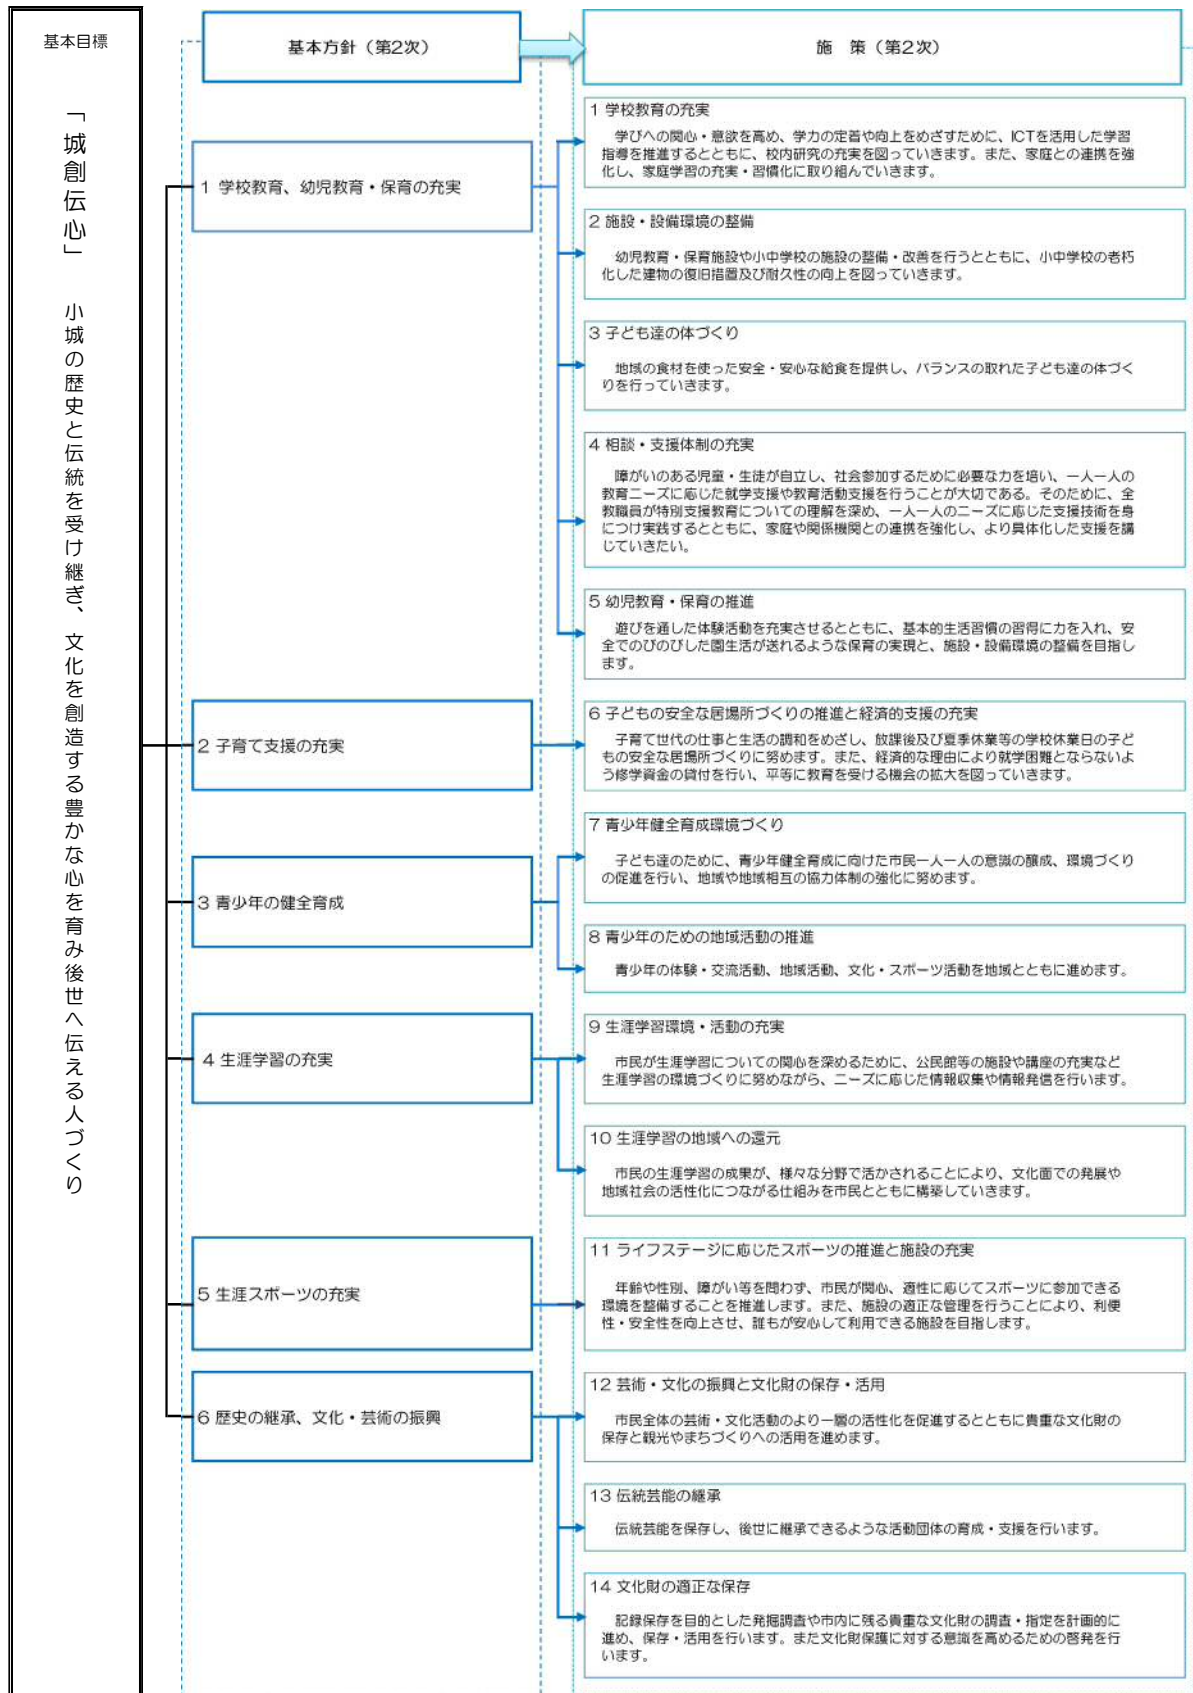 基本目標
「城創伝心」　小城の歴史と伝統を受け継ぎ、文化を創造する豊かな心を育み後世へ伝える人づくり
基本方針（第2次）
施　策（第2次）
1 学校教育、幼児教育・保育の充実
1 学校教育の充実
学びへの関心・意欲を高め、学力の定着や向上をめざすために、ICTを活用した学習
指導を推進するとともに、校内研究の充実を図っていきます。また、家庭との連携を強
化し、家庭学習の充実・習慣化に取り組んでいきます。
2 施設・設備環境の整備
幼児教育・保育施設や小中学校の施設の整備・改善を行うとともに、小中学校の老朽
化した建物の復旧措置及び耐久性の向上を図っていきます。
3 子ども達の体づくり
地域の食材を使った安全・安心な給食を提供し、バランスの取れた子ども達の体づく
りを行っていきます。
4 相談・支援体制の充実
障がいのある児童・生徒が自立し、社会参加するために必要な力を培い、一人一人の
教育ニーズに応じた就学支援や教育活動支援を行うことが大切である。そのために、全
教職員が特別支援教育についての理解を深め、一人一人のニーズに応じた支援技術を身
につけ実践するとともに、家庭や関係機関との連携を強化し、より具体化した支援を講
じていきたい。
5 幼児教育・保育の推進
遊びを通した体験活動を充実させるとともに、基本的生活習慣の習得に力を入れ、安
全でのびのびした園生活が送れるような保育の実現と、施設・設備環境の整備を目指し
ます。
2 子育て支援の充実
6 子どもの安全な居場所づくりの推進と経済的支援の充実
子育て世代の仕事と生活の調和をめざし、放課後及び夏季休業等の学校休業日の子ど
もの安全な居場所づくりに努めます。また、経済的な理由により就学困難とならないよ
う修学資金の貸付を行い、平等に教育を受ける機会の拡大を図っていきます。
3 青少年の健全育成
7 青少年健全育成環境づくり
子ども達のために、青少年健全育成に向けた市民一人一人の意識の醸成、環境づくり
の促進を行い、地域や地域相互の協力体制の強化に努めます。
8 青少年のための地域活動の推進
青少年の体験・交流活動、地域活動、文化・スポーツ活動を地域とともに進めます。
4 生涯学習の充実
9 生涯学習環境・活動の充実
市民が生涯学習についての関心を深めるために、公民館等の施設や講座の充実など
生涯学習の環境づくりに努めながら、ニーズに応じた情報収集や情報発信を行います。
10 生涯学習の地域への還元
市民の生涯学習の成果が、様々な分野で活かされることにより、文化面での発展や
地域社会の活性化につながる仕組みを市民とともに構築していきます。
5 生涯スポーツの充実
11 ライフステージに応じたスポーツの推進と施設の充実
年齢や性別、障がい等を問わず、市民が関心、適性に応じてスポーツに参加できる
環境を整備することを推進します。また、施設の適正な管理を行うことにより、利便
性・安全性を向上させ、誰もが安心して利用できる施設を目指します。
6 歴史の継承、文化・芸術の振興
12 芸術・文化の振興と文化財の保存・活用
市民全体の芸術・文化活動のより一層の活性化を促進するとともに貴重な文化財の
保存と観光やまちづくりへの活用を進めます。
13 伝統芸能の継承
伝統芸能を保存し、後世に継承できるような活動団体の育成・支援を行います。
14 文化財の適正な保存
記録保存を目的とした発掘調査や市内に残る貴重な文化財の調査・指定を計画的に
進め、保存・活用を行います。また文化財保護に対する意識を高めるための啓発を行
います。